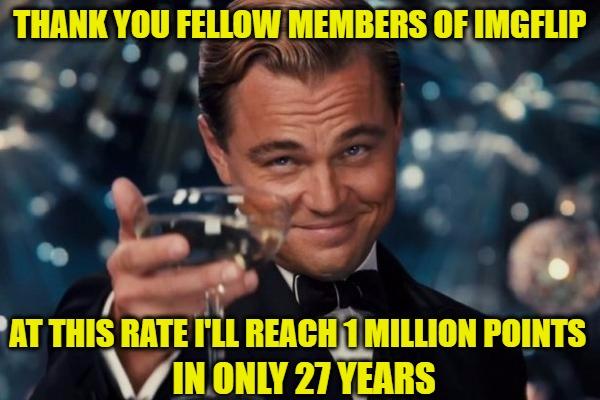 THANK YOU FELLOW MEMBERS OF IMGFLIP
AT THIS RATE I'LL REACH 1 MILLION POINTS
IN ONLY 27 YEARS